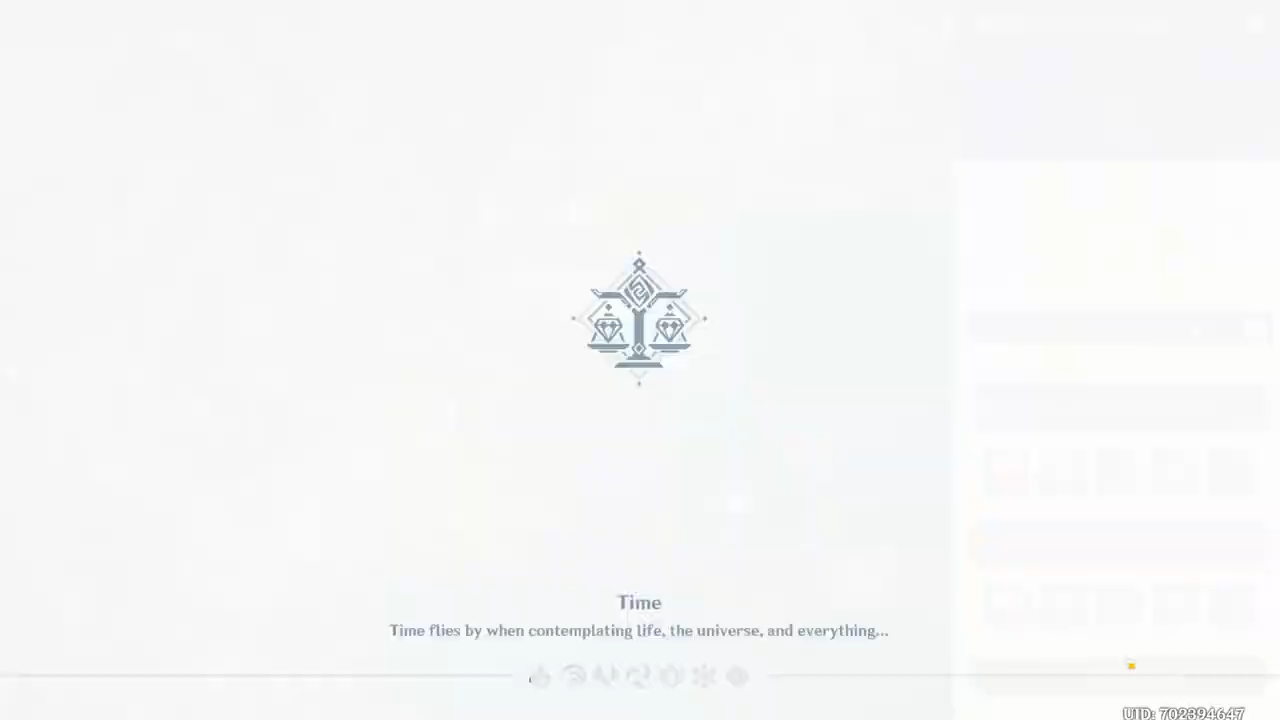 Time
Time flies by when contemplating life, the universe, and everything...
UID: 702394647